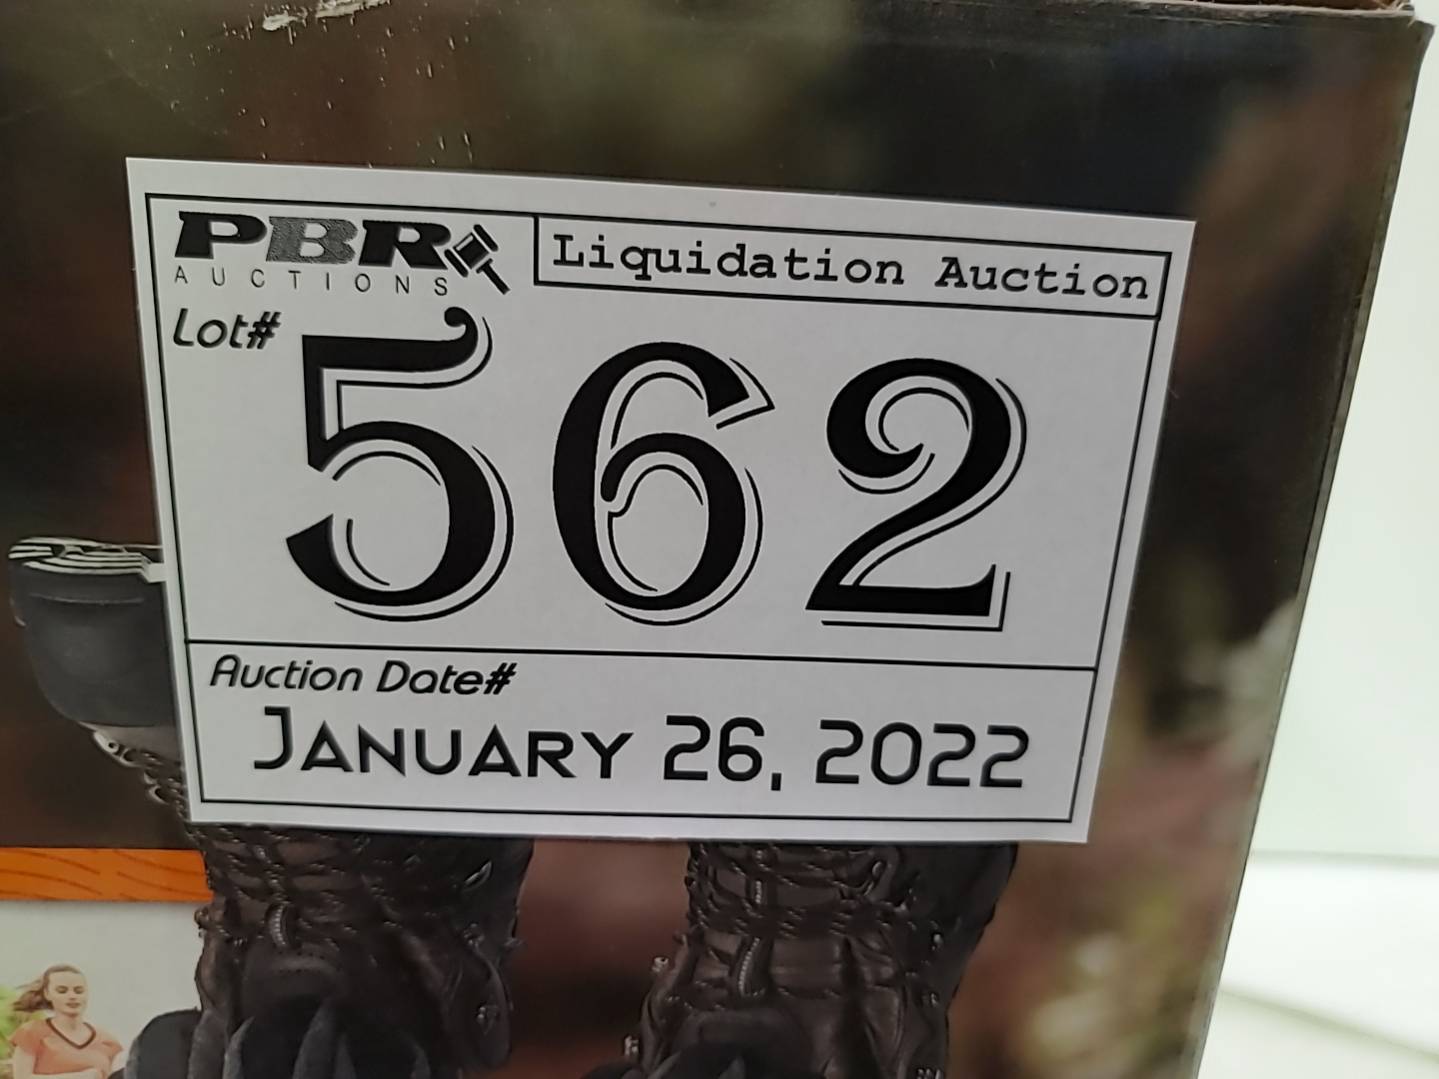 PBR
AUCTIONS
Liquidation Auction
Lot#
562
Auction Date#
January 26, 2022